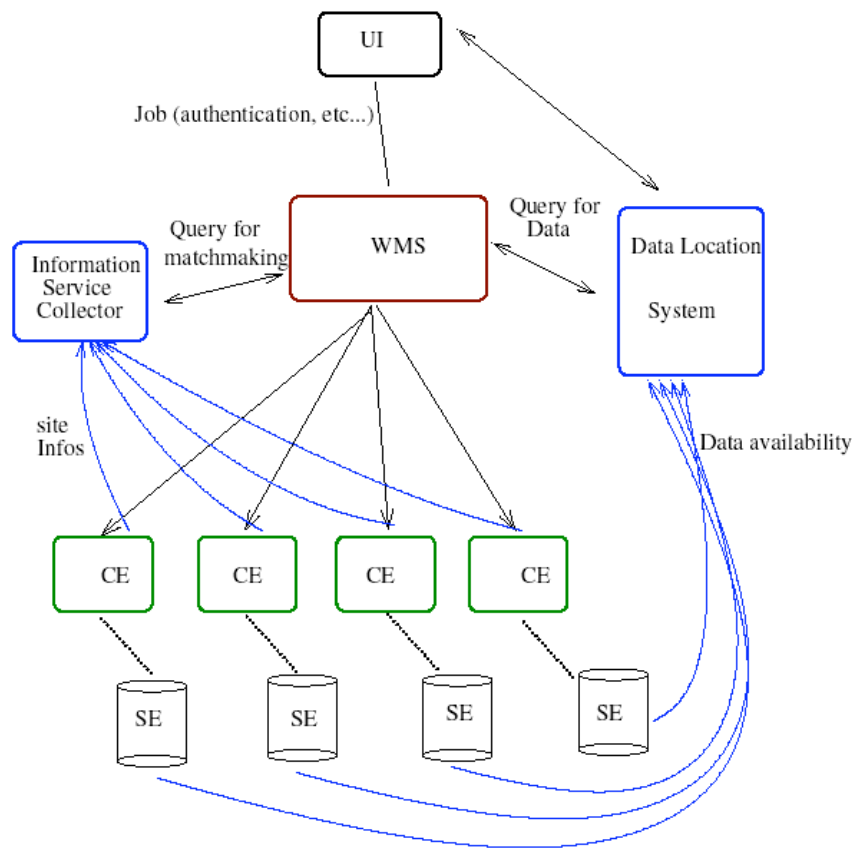 UI
Job (authentication, etc...)
Query for
matchmaking
WMS
Query for
Data
Information
Service
Collector
Data Location
System
site
Infos
Data availability
CE
CE
CE
CE
SE
SE
SE
SE